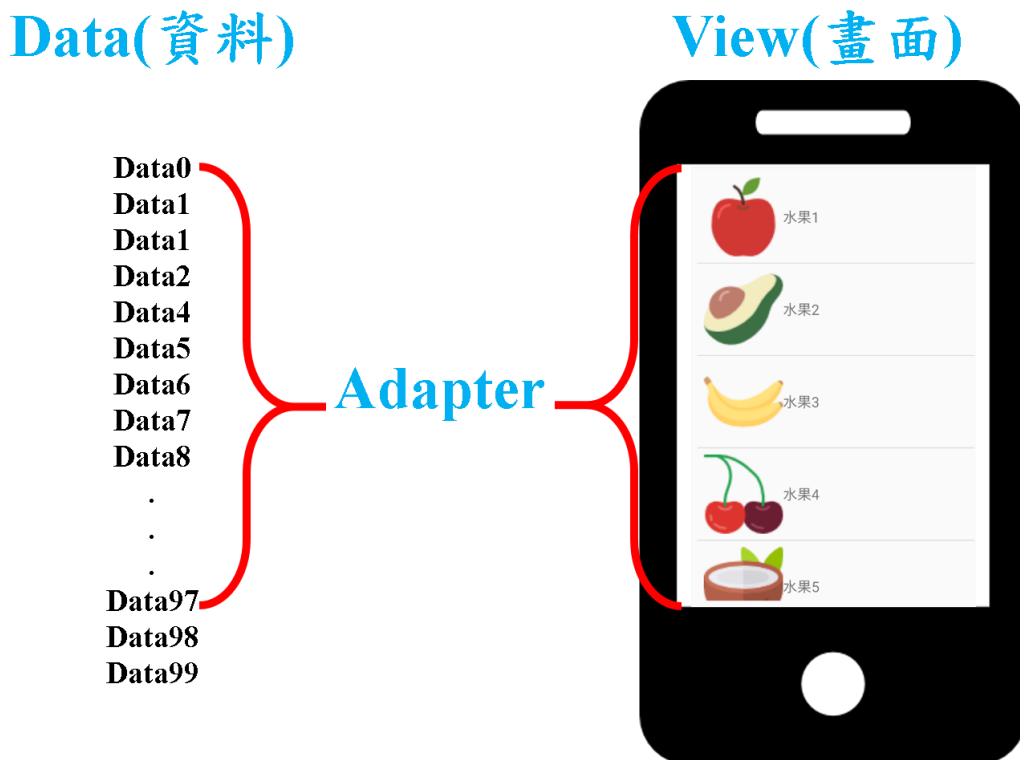 Data(資料)
View(畫面)
Data0
Data1
Data1
Data2
Data4
Data5
Data6
Data7
Data8
.
.
.
Data97
Data98
Data99
Adapter
水果1
水果2
水果3
水果4
水果5